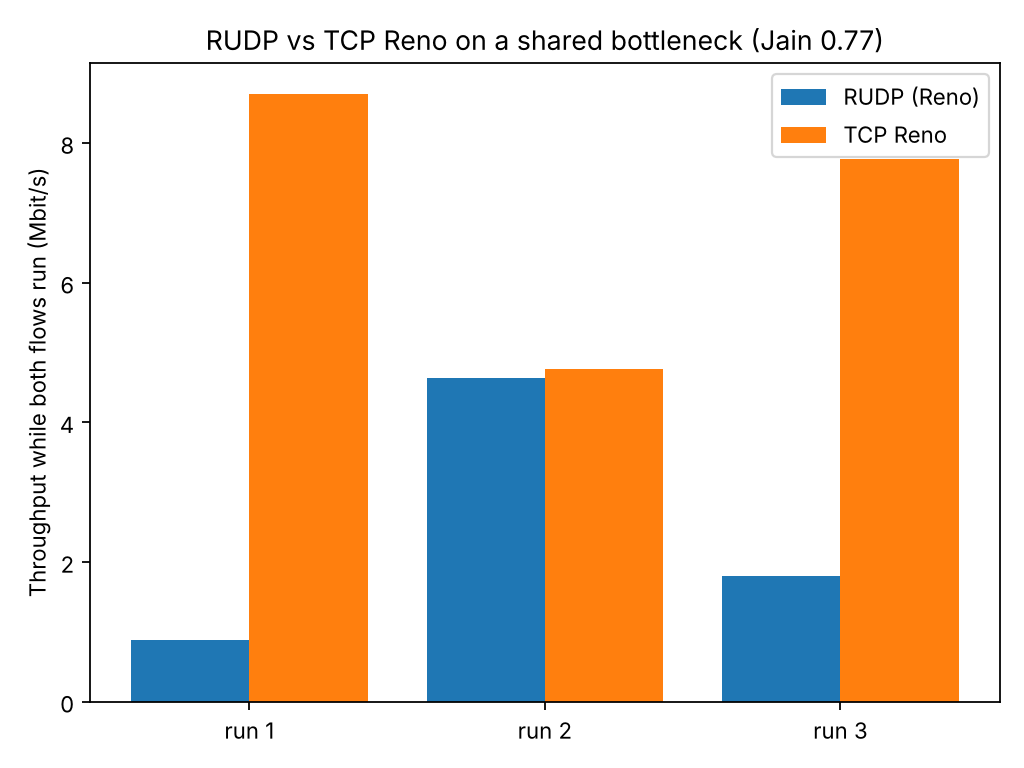 RUDP vs TCP Reno on a shared bottleneck (Jain 0.77)
RUDP (Reno)
TCP Reno
Throughput while both flows run (Mbit/s)
8
6
4
2
0
run 1
run 2
run 3